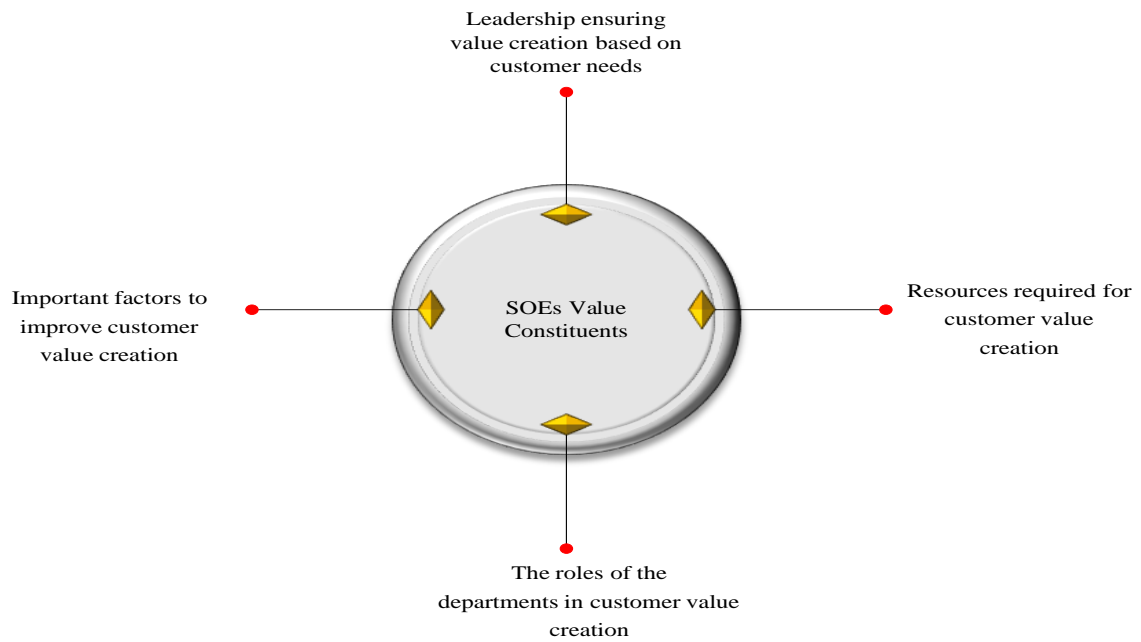 Leadership ensuring
value creation based on
customer needs
Important factors to
improve customer
value creation
SOEs Value
Constituents
Resources required for
customer value
creation
The roles of the
departments in customer value
creation